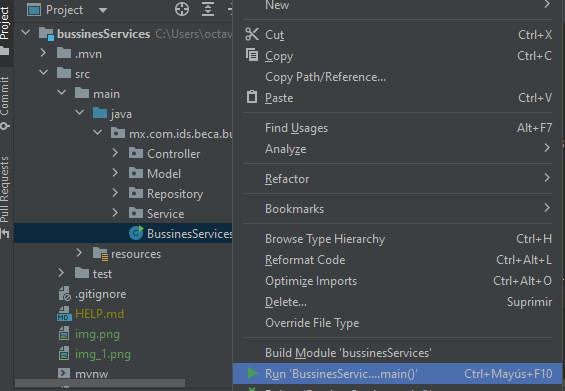 Project
Commit
Pull Requests
Project
bussinesServices C:\Users\octav
.mvn
src
main
java
mx.com.ids.beca.bu
Controller
Model
Repository
Service
BussinesServices
resources
test
.gitignore
HELP.md
img.png
img_1.png
mvnw
New
Cut Ctrl+X
Copy Ctrl+C
Copy Path/Reference...
Paste Ctrl+V
Find Usages Alt+F7
Analyze
Refactor
Bookmarks
Browse Type Hierarchy Ctrl+H
Reformat Code Ctrl+Alt+L
Optimize Imports Ctrl+Alt+O
Delete... Suprimir
Override File Type
Build Module 'bussinesServices'
Run 'BussinesServic....main()' Ctrl+Mayús+F10